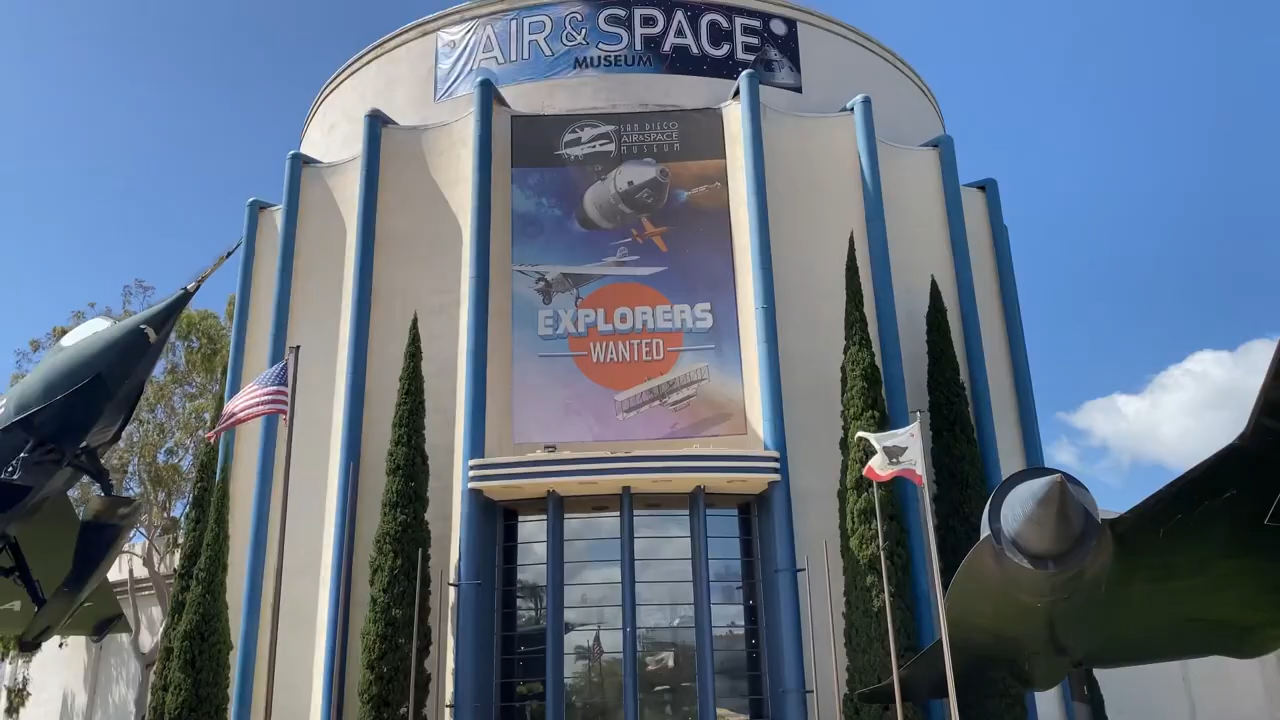 AIR & SPACE
MUSEUM
SAN DIEGO
AIR & SPACE
MUSEUM
EXPLORERS
WANTED